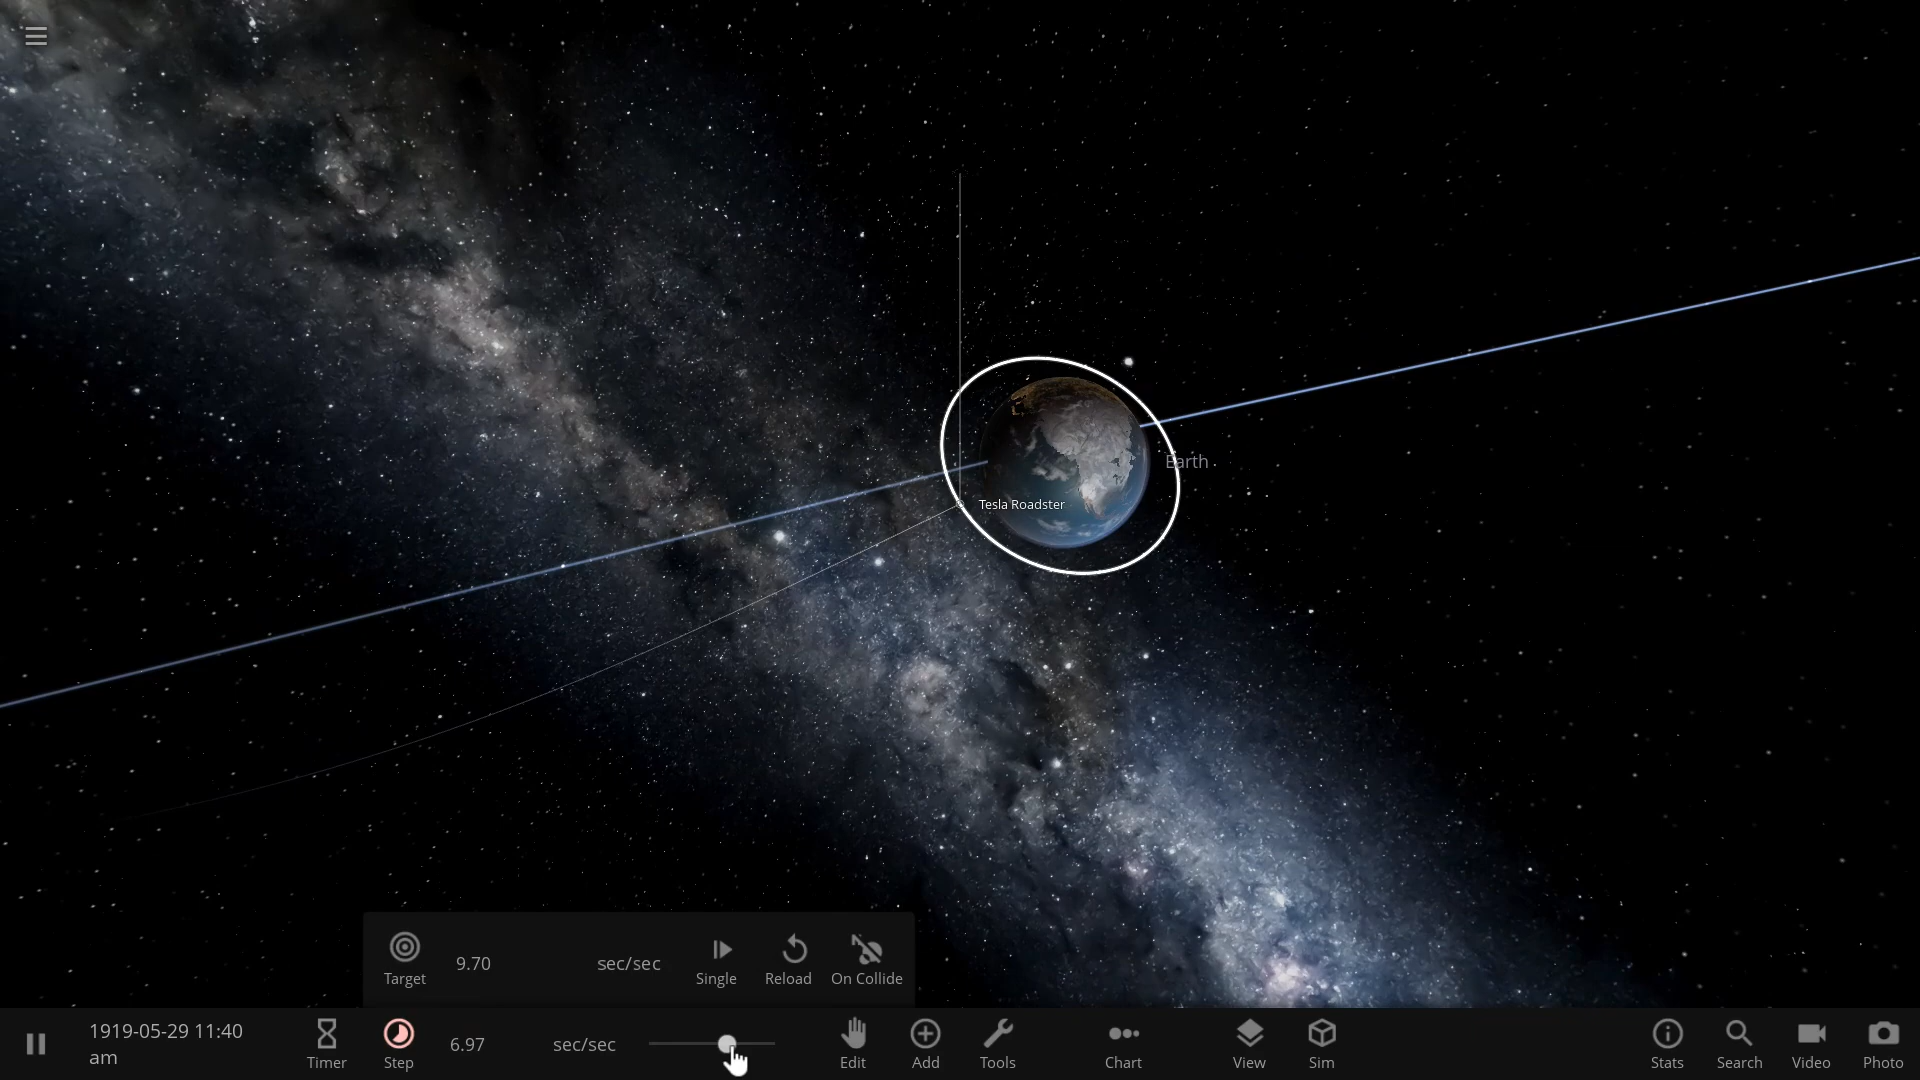 Earth
Tesla Roadster
Target
9.70
sec/sec
Single
Reload
On Collide
1919-05-29 11:40
am
Timer
Step
6.97
sec/sec
Edit
Add
Tools
Chart
View
Sim
Stats
Search
Video
Photo